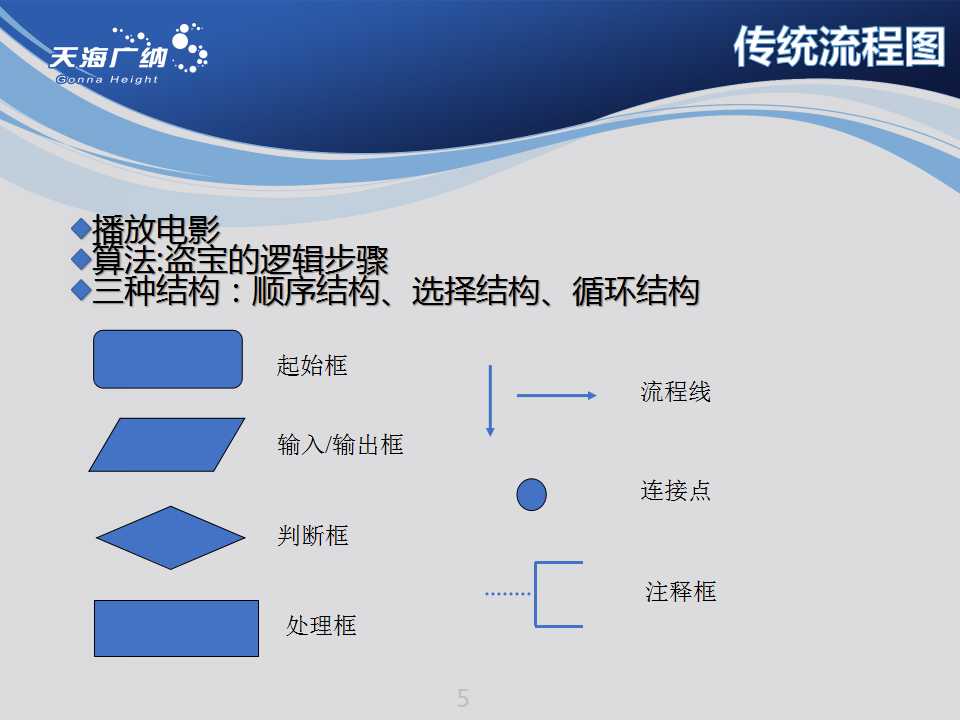 天海广纳
Gonna Height
传统流程图
播放电影
算法:盗宝的逻辑步骤
三种结构：顺序结构、选择结构、循环结构
起始框
流程线
输入/输出框
连接点
判断框
注释框
处理框
5